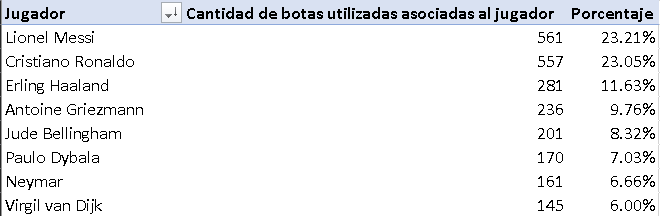 Jugador Cantidad de botas utilizadas asociadas al jugador Porcentaje
Lionel Messi 561 23.21%
Cristiano Ronaldo 557 23.05%
Erling Haaland 281 11.63%
Antoine Griezmann 236 9.76%
Jude Bellingham 201 8.32%
Paulo Dybala 170 7.03%
Neymar 161 6.66%
Virgil van Dijk 145 6.00%